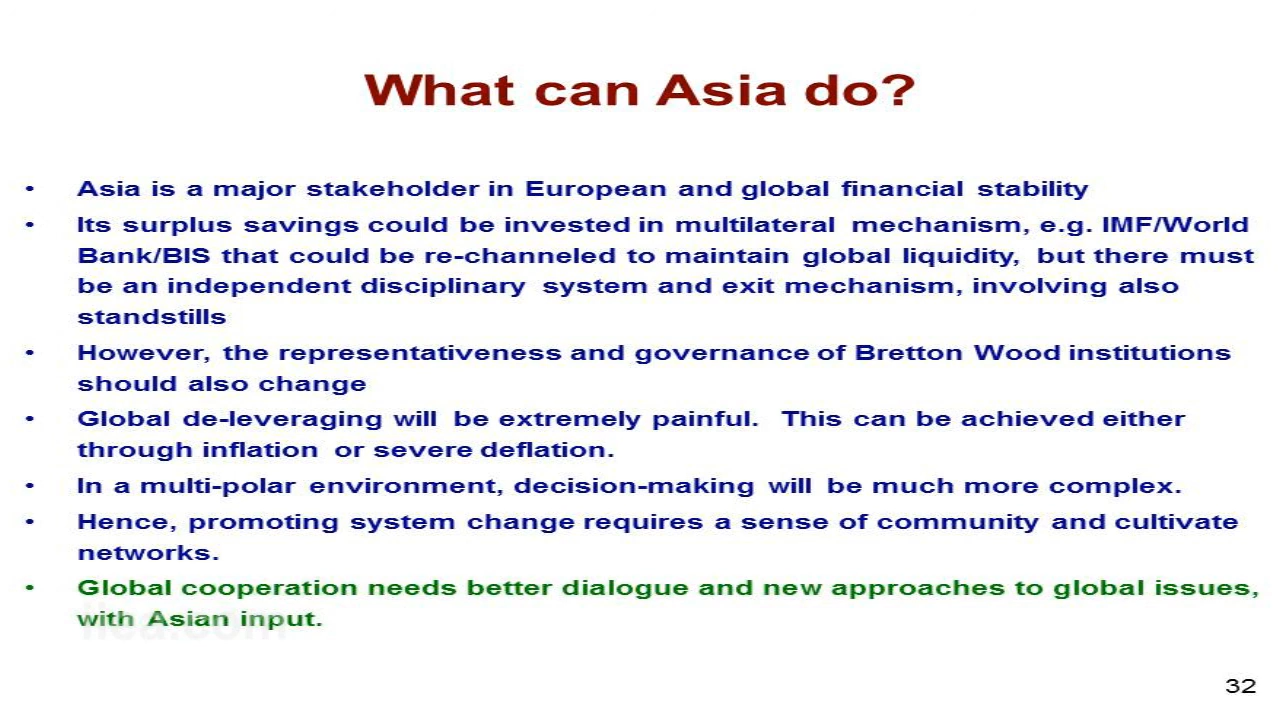 What can Asia do?
• Asia is a major stakeholder in European and global financial stability
• Its surplus savings could be invested in multilateral mechanism, e.g. IMF/World
Bank/BIS that could be re-channeled to maintain global liquidity, but there must
be an independent disciplinary system and exit mechanism, involving also
standstills
• However, the representativeness and governance of Bretton Wood institutions
should also change
• Global de-leveraging will be extremely painful. This can be achieved either
through inflation or severe deflation.
• In a multi-polar environment, decision-making will be much more complex.
• Hence, promoting system change requires a sense of community and cultivate
networks.
• Global cooperation needs better dialogue and new approaches to global issues,
with Asian input.
32